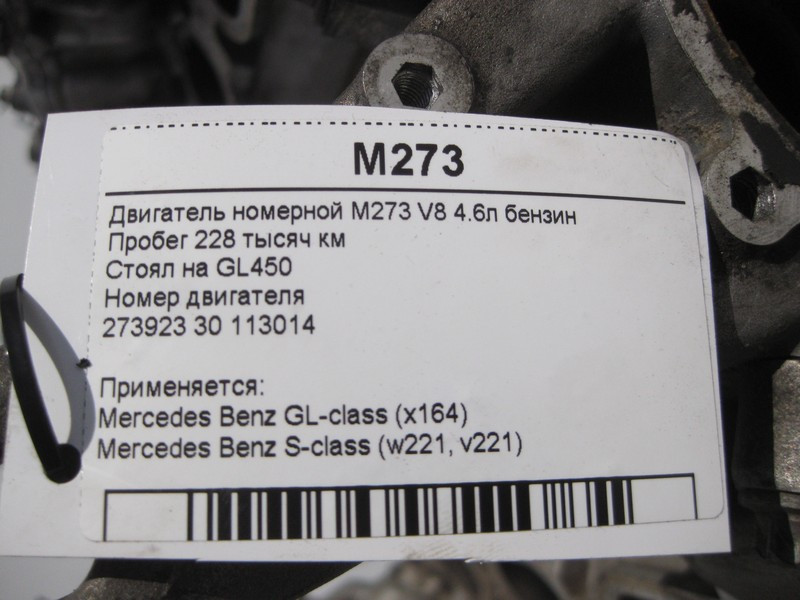 M273
Двигатель номерной М273 V8 4.6л бензин
Пробег 228 тысяч км
Стоял на GL450
Номер двигателя
273923 30 113014
Применяется:
Mercedes Benz GL-class (x164)
Mercedes Benz S-class (w221, v221)